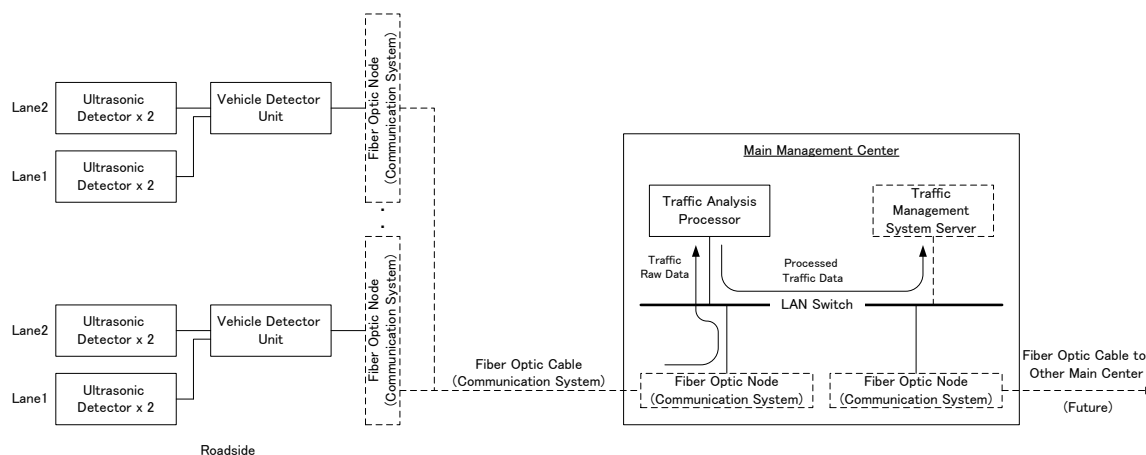 Lane2
Ultrasonic
Detector x 2
Vehicle Detector
Unit
Fiber Optic Node
(Communication System)
Lane1
Ultrasonic
Detector x 2
Lane2
Ultrasonic
Detector x 2
Vehicle Detector
Unit
Fiber Optic Node
(Communication System)
Lane1
Ultrasonic
Detector x 2
Roadside
Fiber Optic Cable
(Communication System)
Main Management Center
Traffic Analysis
Processor
Traffic
Management
System Server
Traffic
Raw Data
Processed
Traffic Data
LAN Switch
Fiber Optic Node
(Communication System)
Fiber Optic Node
(Communication System)
Fiber Optic Cable to
Other Main Center
(Future)